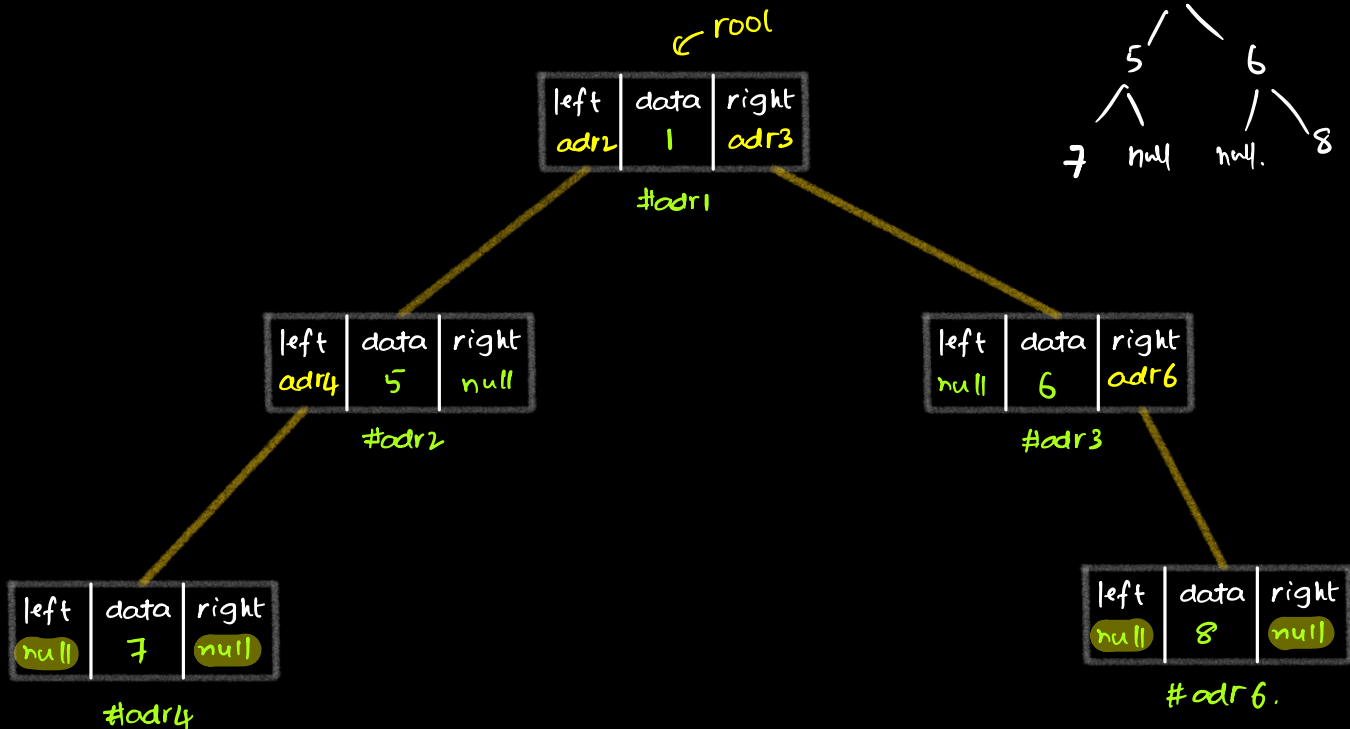 rool
5 6
7 null null. 8
left data right
adr2 1 adr3
#adr1
left data right
adr4 5 null
#adr2
left data right
null 6 adr6
#adr3
left data right
null 7 null
#adr4
left data right
null 8 null
#adr6.